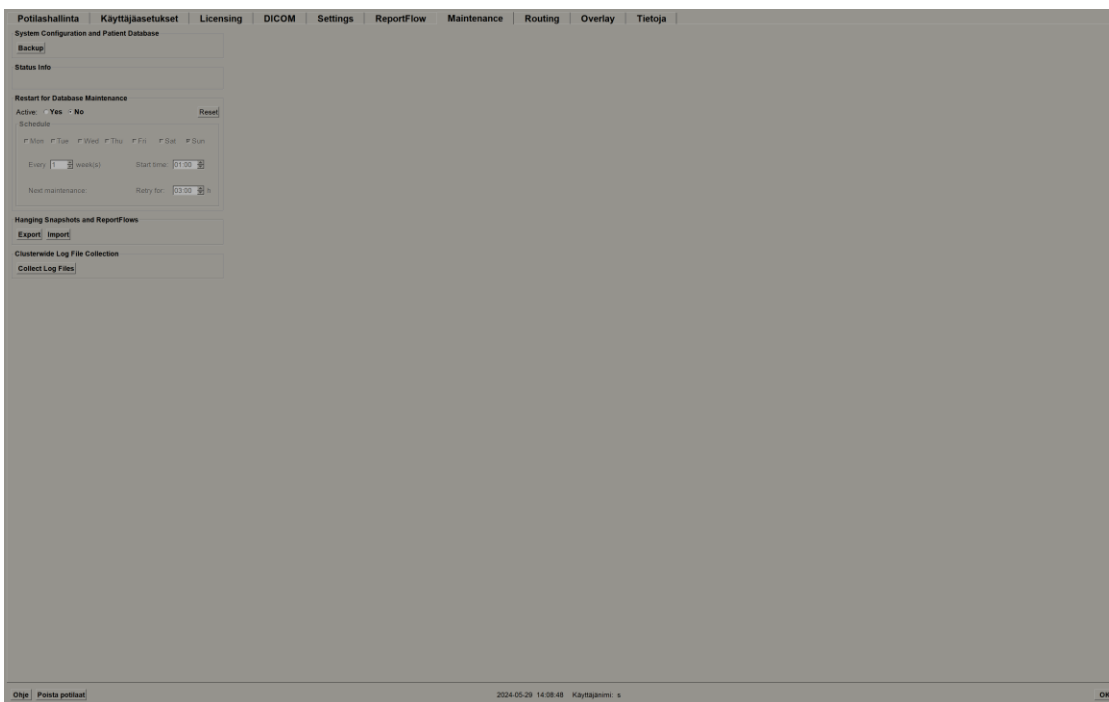 Potilashallinta Käyttäjäasetukset Licensing DICOM Settings ReportFlow Maintenance Routing Overlay Tietoja
System Configuration and Patient Database
Backup
Status Info
Restart for Database Maintenance
Active: Yes No Reset
Schedule
Mon Tue Wed Thu Fri Sat Sun
Every 1 week(s) Start time: 01:00
Next maintenance: Retry for: 03:00 h
Hanging Snapshots and ReportFlows
Export Import
Clusterwide Log File Collection
Collect Log Files
Ohje Poista potilaat 2024-05-29 14:08:48 Käyttäjänimi: s OK